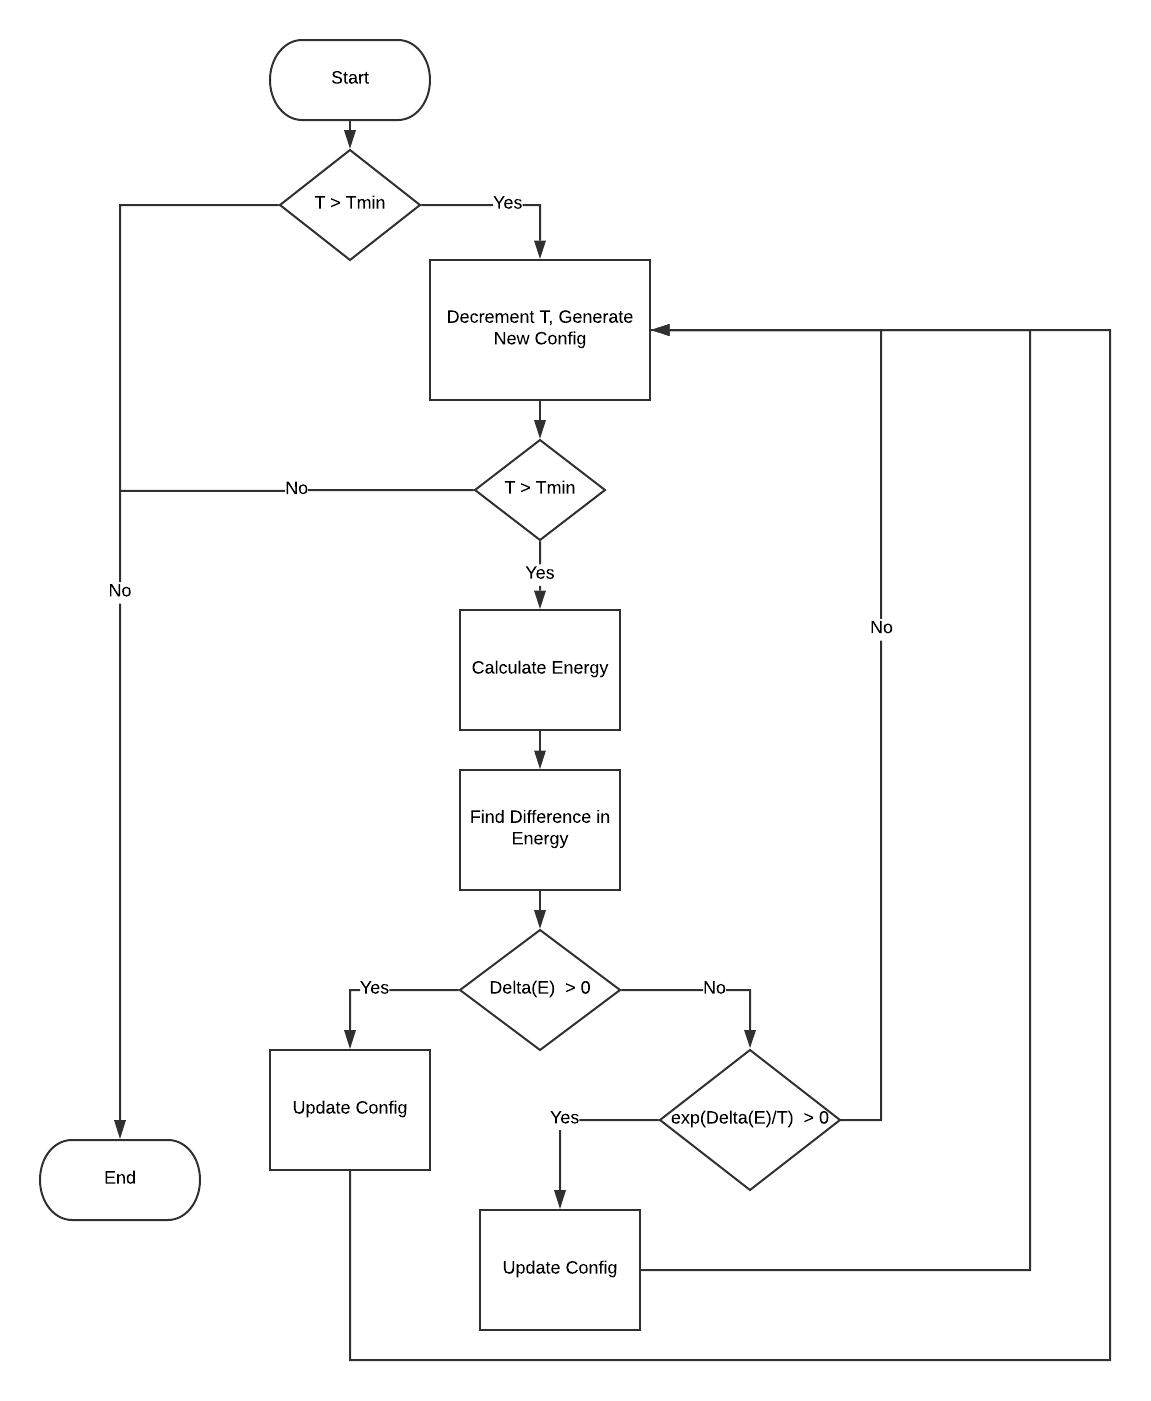 Start
T > Tmin
Yes
Decrement T, Generate
New Config
T > Tmin
No
Yes
No
No
Calculate Energy
Find Difference in
Energy
Delta(E)  > 0
Yes
No
Update Config
exp(Delta(E)/T)  > 0
Yes
End
Update Config